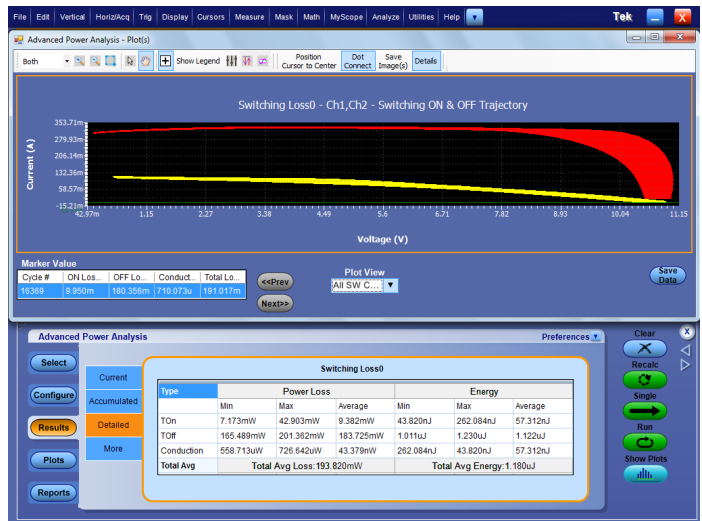 File Edit Vertical Horiz/Acq Trig Display Cursors Measure Mask Math MyScope Analyze Utilities Help Tek X
Advanced Power Analysis - Plot(s)
Both Show Legend Position Cursor to Center Dot Connect Save Image(s) Details
Switching Loss0 - Ch1,Ch2 - Switching ON & OFF Trajectory
Current (A)
353.71m
279.93m
206.14m
132.36m
58.57m
-15.21m
42.97m 1.15 2.27 3.38 4.49 5.6 6.71 7.82 8.93 10.04 11.15
Voltage (V)
Marker Value
Cycle # ON Los... OFF Lo... Conduct... Total Lo...
16369 9.950m 180.356m 710.073u 191.017m
<<Prev
Next>>
Plot View
All SW C...
Save Data
Advanced Power Analysis Preferences Clear X
Select
Configure
Results
Plots
Reports
Current
Accumulated
Detailed
More
Switching Loss0
Type Power Loss Energy
Min Max Average Min Max Average
TOn 7.173mW 42.903mW 9.382mW 43.820nJ 262.084nJ 57.312nJ
TOff 165.489mW 201.362mW 183.725mW 1.011uJ 1.230uJ 1.122uJ
Conduction 558.713uW 726.642uW 43.379nW 262.084nJ 43.820nJ 57.312nJ
Total Avg Total Avg Loss:193.820mW Total Avg Energy:1.180uJ
Recalc
Single
Run
Show Plots